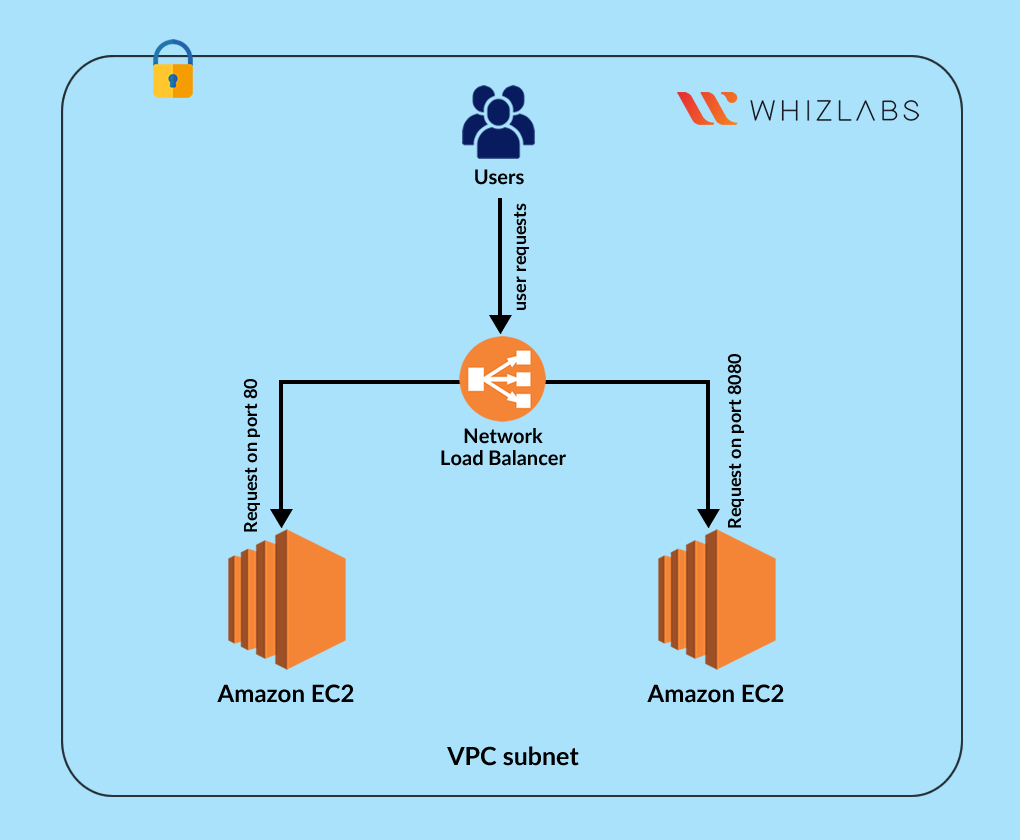 WHIZLABS
Users
user requests
Request on port 80
Request on port 8080
Network
Load Balancer
Amazon EC2
Amazon EC2
VPC subnet